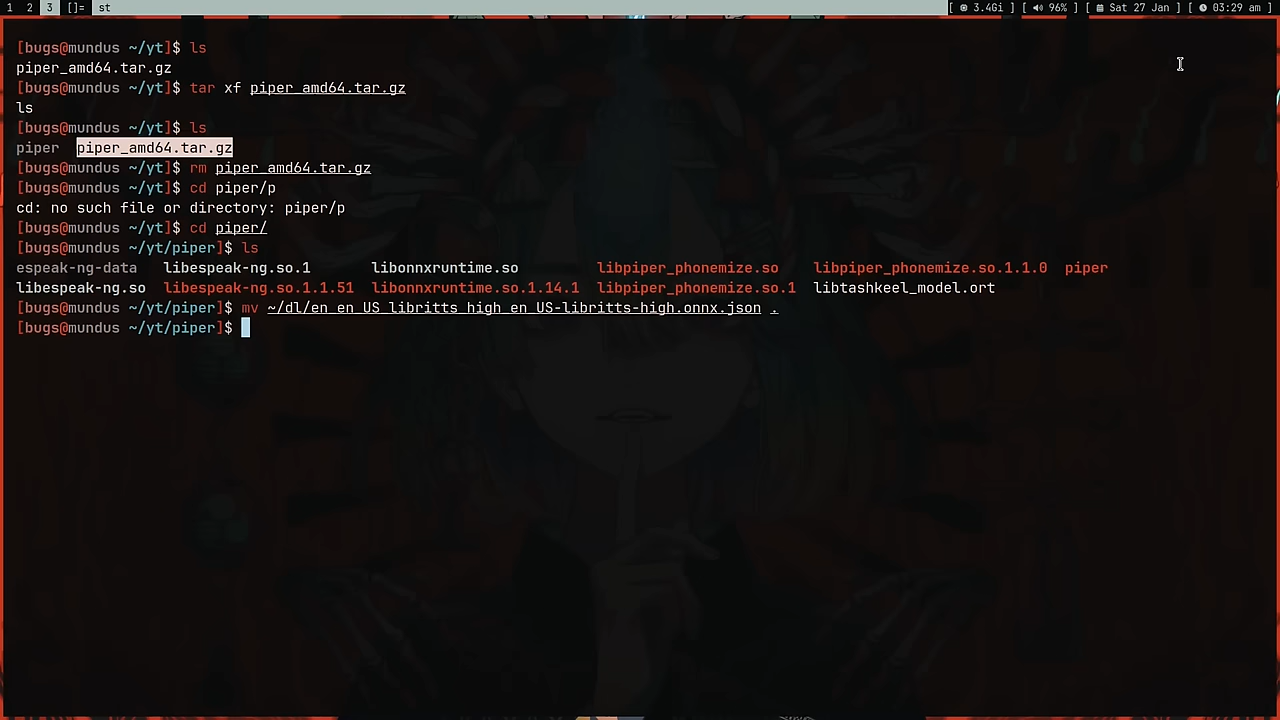 1 2 3 []= st [ 3.4Gi ] [ 96% ] [ Sat 27 Jan ] [ 03:29 am ]
[bugs@mundus ~/yt]$ ls
piper_amd64.tar.gz
[bugs@mundus ~/yt]$ tar xf piper_amd64.tar.gz
ls
[bugs@mundus ~/yt]$ ls
piper piper_amd64.tar.gz
[bugs@mundus ~/yt]$ rm piper_amd64.tar.gz
[bugs@mundus ~/yt]$ cd piper/p
cd: no such file or directory: piper/p
[bugs@mundus ~/yt]$ cd piper/
[bugs@mundus ~/yt/piper]$ ls
espeak-ng-data libespeak-ng.so.1 libonnxruntime.so libpiper_phonemize.so libpiper_phonemize.so.1.1.0 piper
libespeak-ng.so libespeak-ng.so.1.1.51 libonnxruntime.so.1.14.1 libpiper_phonemize.so.1 libtashkeel_model.ort
[bugs@mundus ~/yt/piper]$ mv ~/dl/en_en_US_libritts_high_en_US-libritts-high.onnx.json .
[bugs@mundus ~/yt/piper]$